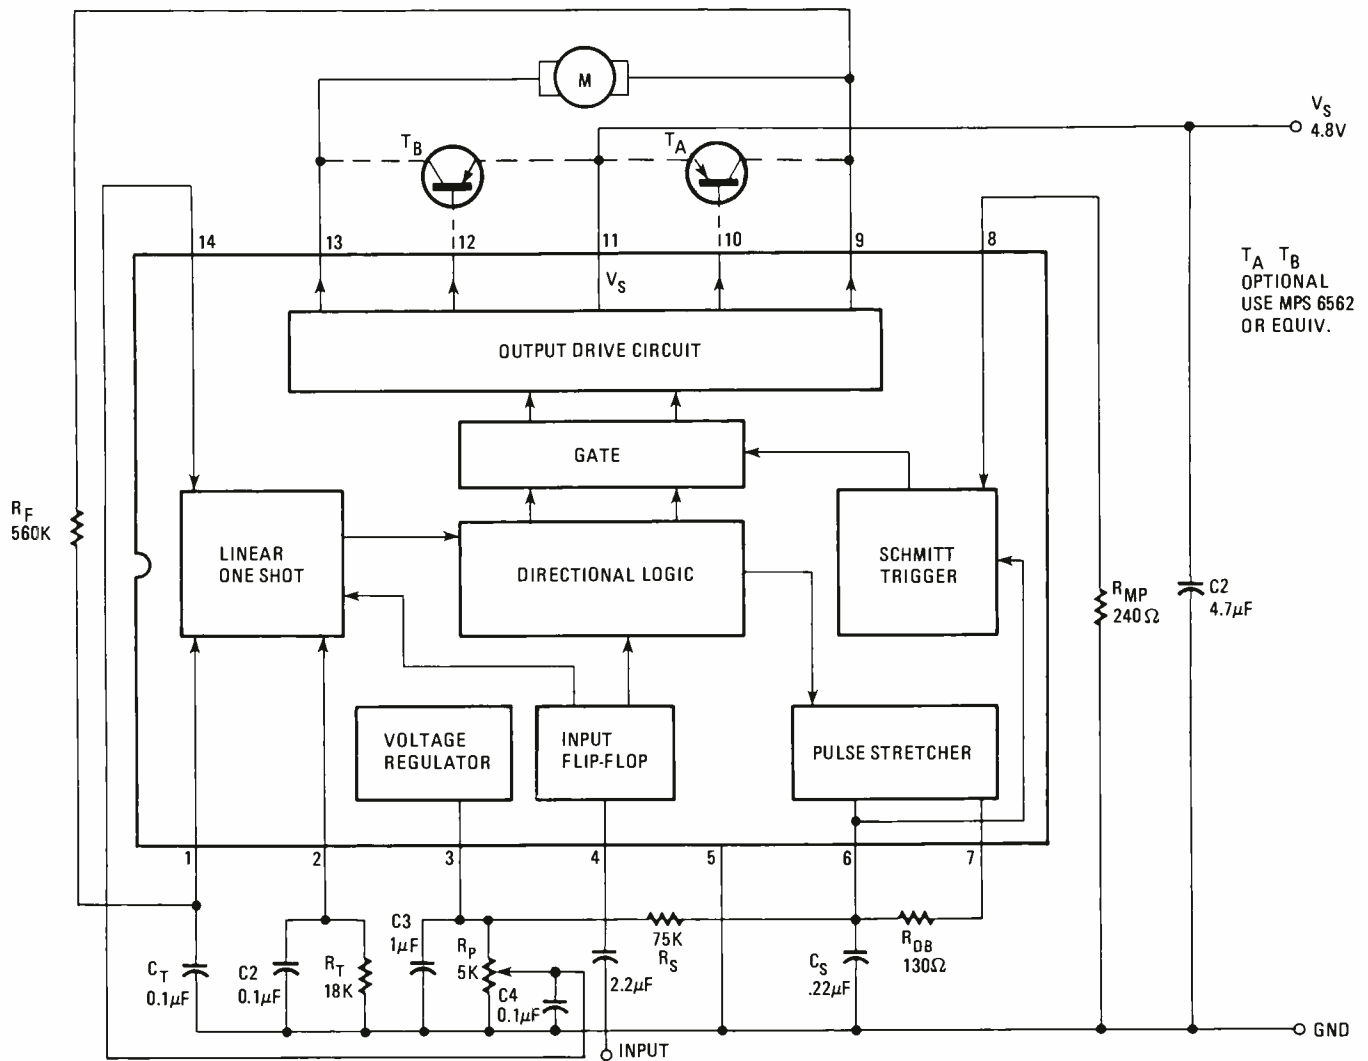 M
V_S
4.8V
T_B
T_A
14
13
12
11
10
9
8
V_S
T_A T_B
OPTIONAL
USE MPS 6562
OR EQUIV.
OUTPUT DRIVE CIRCUIT
GATE
R_F
560K
LINEAR
ONE SHOT
DIRECTIONAL LOGIC
SCHMITT
TRIGGER
R_MP
240Ω
C2
4.7µF
VOLTAGE
REGULATOR
INPUT
FLIP-FLOP
PULSE STRETCHER
1
2
3
4
5
6
7
C_T
0.1µF
C2
0.1µF
R_T
18K
C3
1µF
R_P
5K
C4
0.1µF
2.2µF
75K
R_S
C_S
.22µF
R_DB
130Ω
GND
INPUT